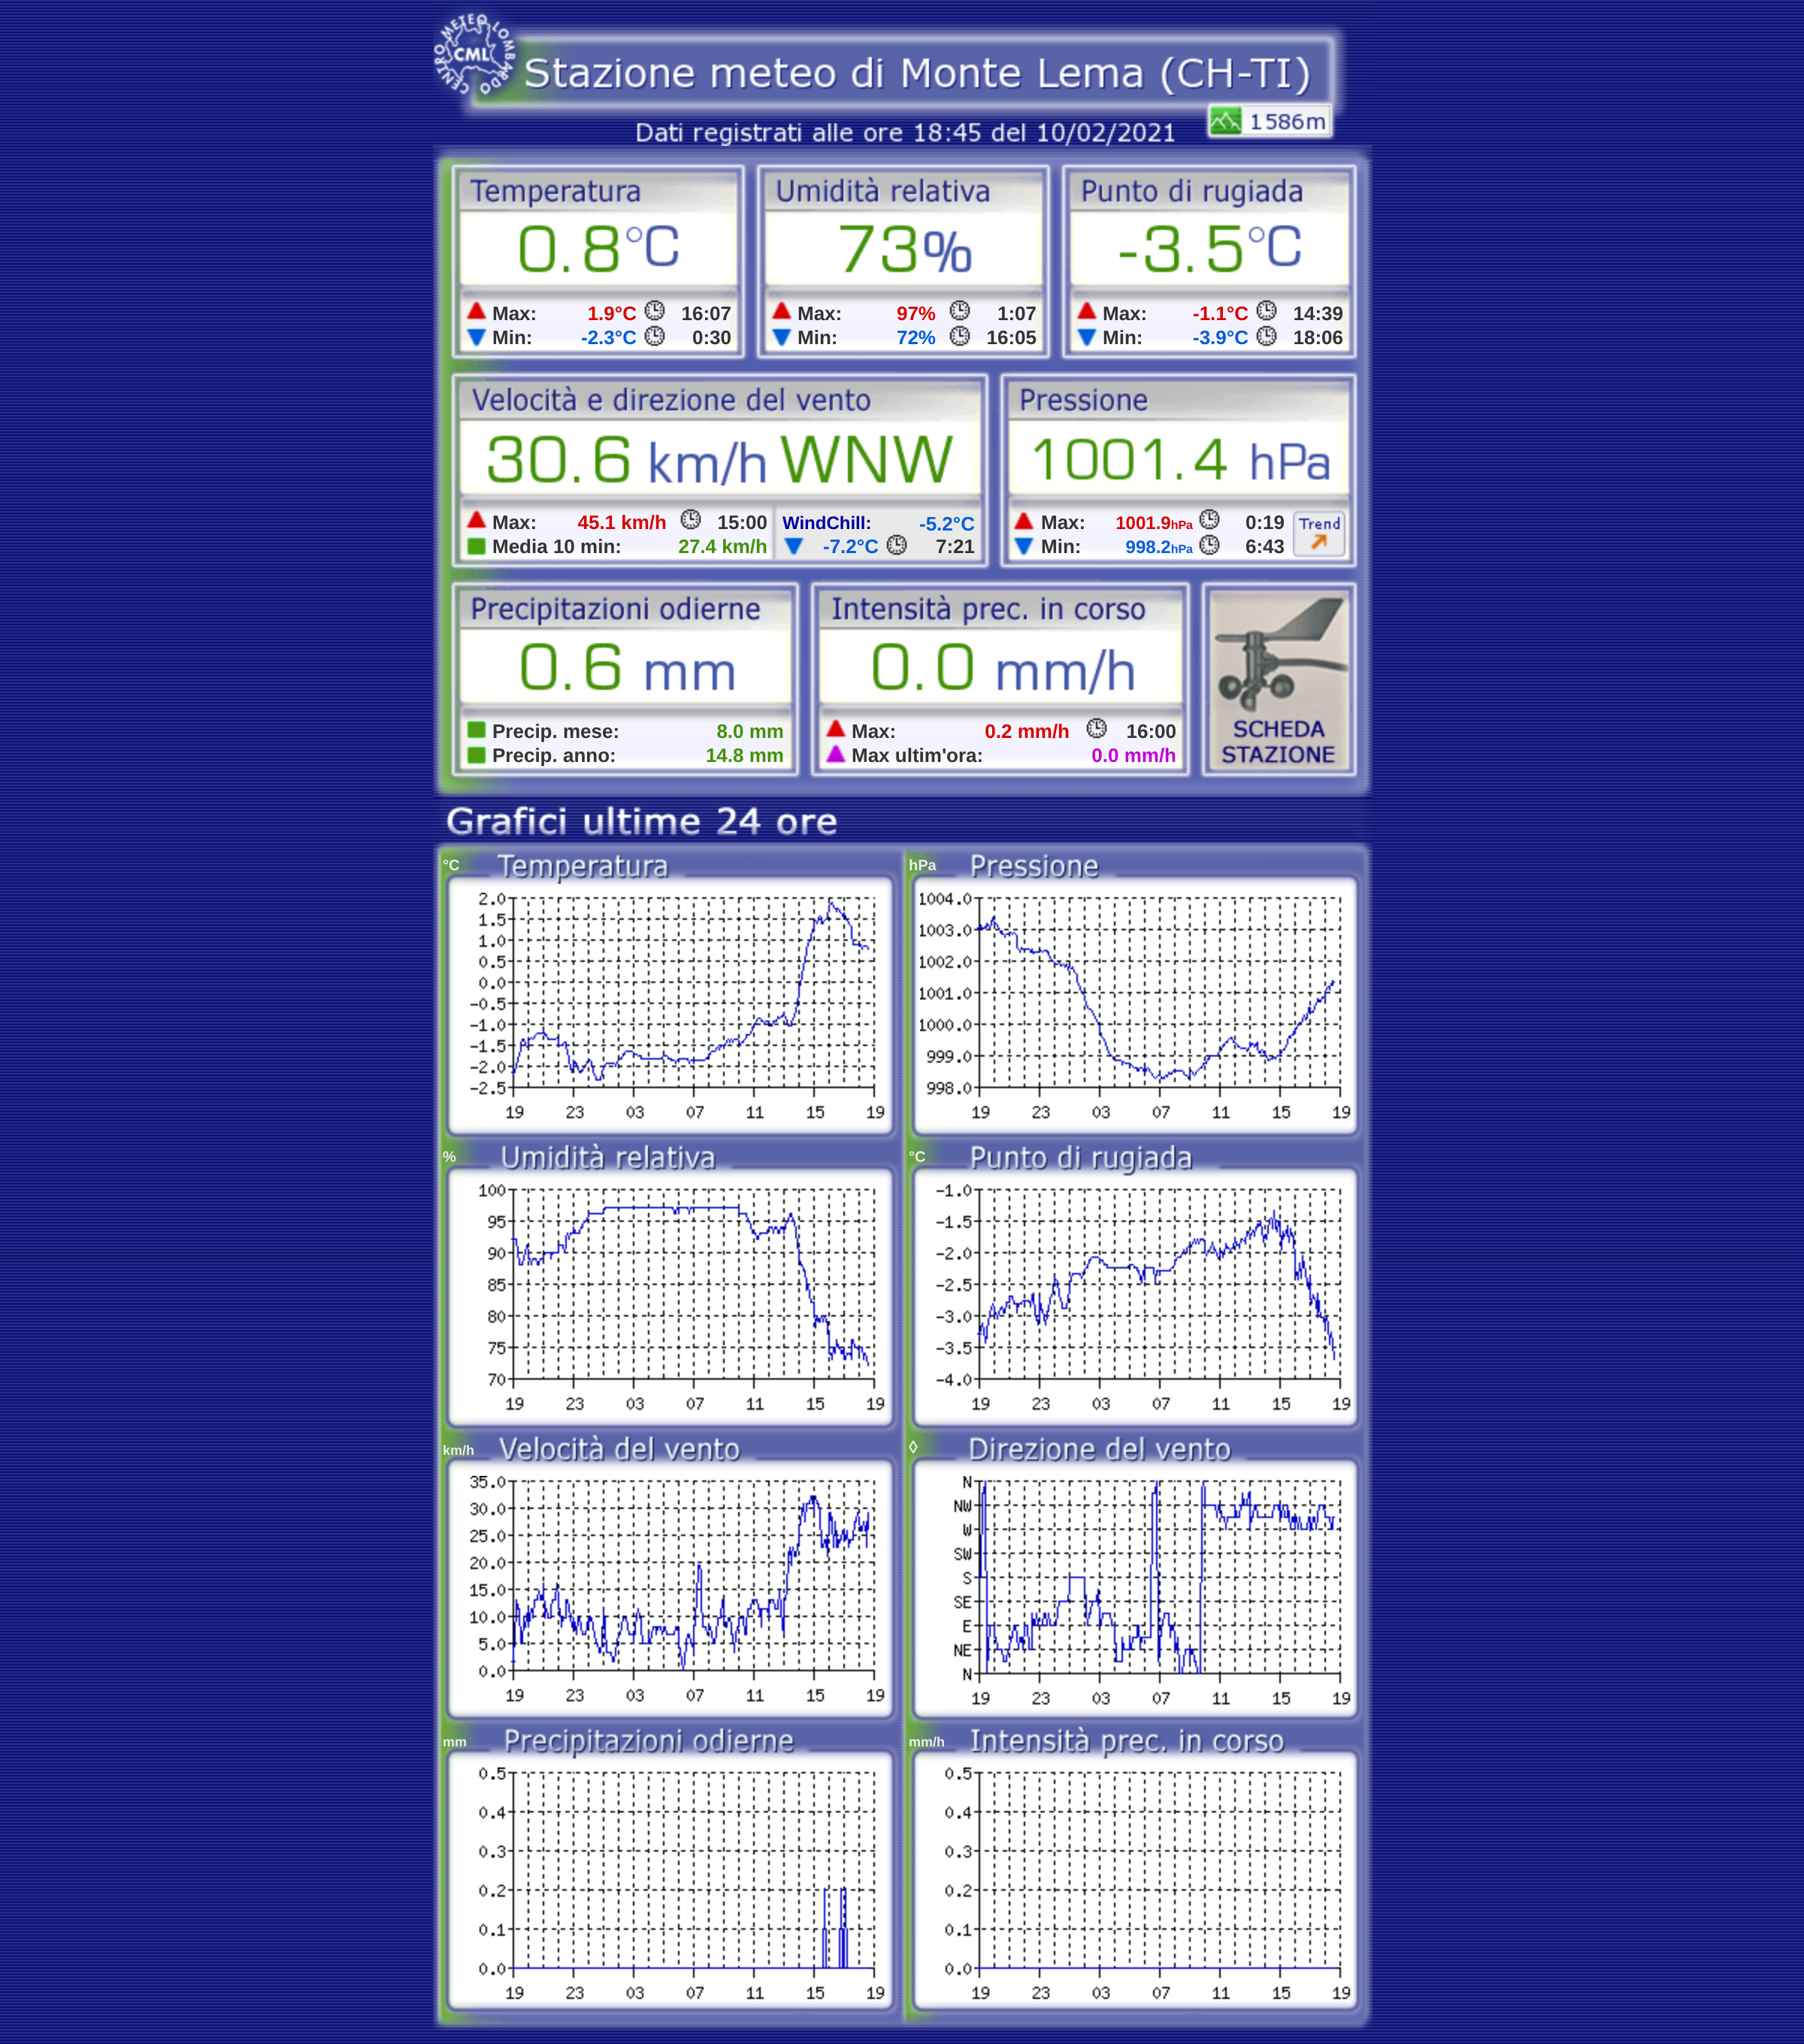 CENTRO METEO LOMBARDO
CML
Stazione meteo di Monte Lema (CH-TI)
1586m
Dati registrati alle ore 18:45 del 10/02/2021
Temperatura Umidità relativa Punto di rugiada
0.8°C 73% -3.5°C
Max: 1.9°C 16:07 Max: 97% 1:07 Max: -1.1°C 14:39
Min: -2.3°C 0:30 Min: 72% 16:05 Min: -3.9°C 18:06
Velocità e direzione del vento Pressione
30.6 km/h WNW 1001.4 hPa
Max: 45.1 km/h 15:00 WindChill: -5.2°C Max: 1001.9hPa 0:19 Trend
Media 10 min: 27.4 km/h -7.2°C 7:21 Min: 998.2hPa 6:43
Precipitazioni odierne Intensità prec. in corso
0.6 mm 0.0 mm/h
Precip. mese: 8.0 mm Max: 0.2 mm/h 16:00 SCHEDA
Precip. anno: 14.8 mm Max ultim'ora: 0.0 mm/h STAZIONE
Grafici ultime 24 ore
°C Temperatura
2.0
1.5
1.0
0.5
0.0
-0.5
-1.0
-1.5
-2.0
-2.5
19 23 03 07 11 15 19
hPa Pressione
1004.0
1003.0
1002.0
1001.0
1000.0
999.0
998.0
19 23 03 07 11 15 19
% Umidità relativa
100
95
90
85
80
75
70
19 23 03 07 11 15 19
°C Punto di rugiada
-1.0
-1.5
-2.0
-2.5
-3.0
-3.5
-4.0
19 23 03 07 11 15 19
km/h Velocità del vento
35.0
30.0
25.0
20.0
15.0
10.0
5.0
0.0
19 23 03 07 11 15 19
◊ Direzione del vento
N
NW
W
SW
S
SE
E
NE
N
19 23 03 07 11 15 19
mm Precipitazioni odierne
0.5
0.4
0.3
0.2
0.1
0.0
19 23 03 07 11 15 19
mm/h Intensità prec. in corso
0.5
0.4
0.3
0.2
0.1
0.0
19 23 03 07 11 15 19